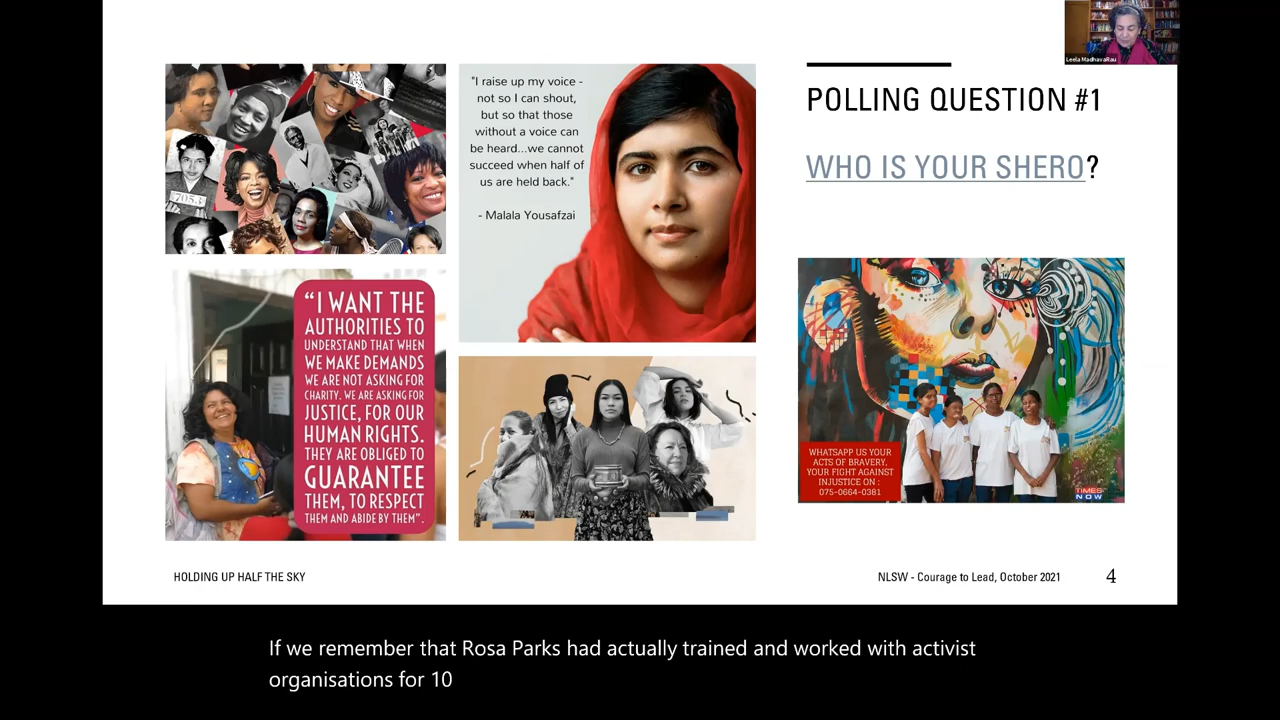 Leela MadhavaRau
POLLING QUESTION #1
WHO IS YOUR SHERO?
7053
"I raise up my voice -
not so I can shout,
but so that those
without a voice can
be heard...we cannot
succeed when half of
us are held back."
- Malala Yousafzai
“I WANT THE
AUTHORITIES TO
UNDERSTAND THAT WHEN
WE MAKE DEMANDS
WE ARE NOT ASKING FOR
CHARITY. WE ARE ASKING FOR
JUSTICE, FOR OUR
HUMAN RIGHTS.
THEY ARE OBLIGED TO
GUARANTEE
THEM, TO RESPECT
THEM AND ABIDE BY THEM”.
WHATSAPP US YOUR
ACTS OF BRAVERY,
YOUR FIGHT AGAINST
INJUSTICE ON :
075-0664-0381
TIMES
NOW
HOLDING UP HALF THE SKY
NLSW - Courage to Lead, October 2021
4
If we remember that Rosa Parks had actually trained and worked with activist
organisations for 10